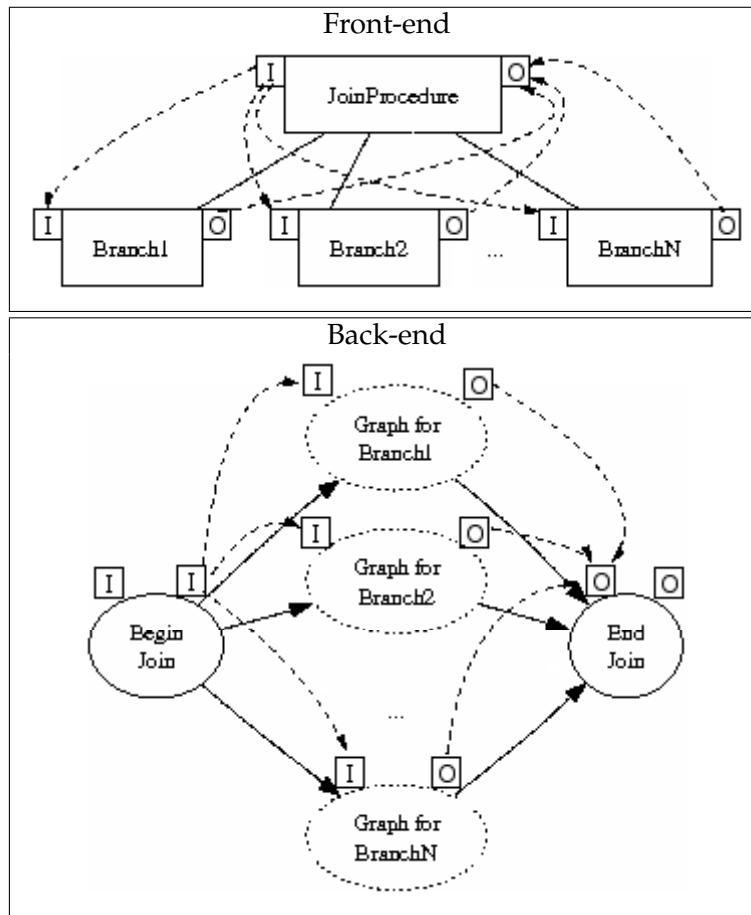 Front-end
I
O
JoinProcedure
I
O
I
O
I
O
Branch1
Branch2
...
BranchN
Back-end
I
O
Graph for
Branch1
I
O
Graph for
Branch2
I
I
O
O
Begin
Join
End
Join
...
I
O
Graph for
BranchN